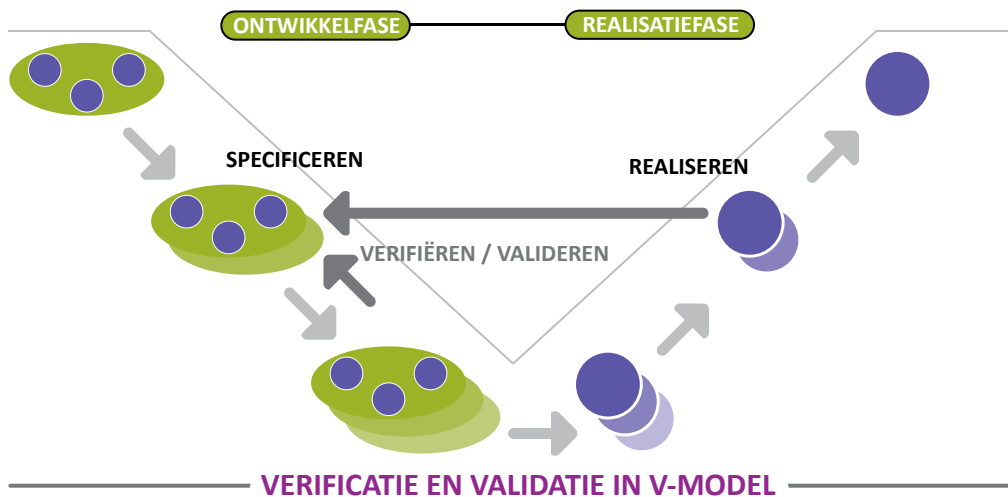 ONTWIKKELFASE
REALISATIEFASE
SPECIFICEREN
REALISEREN
VERIFIËREN / VALIDEREN
VERIFICATIE EN VALIDATIE IN V-MODEL